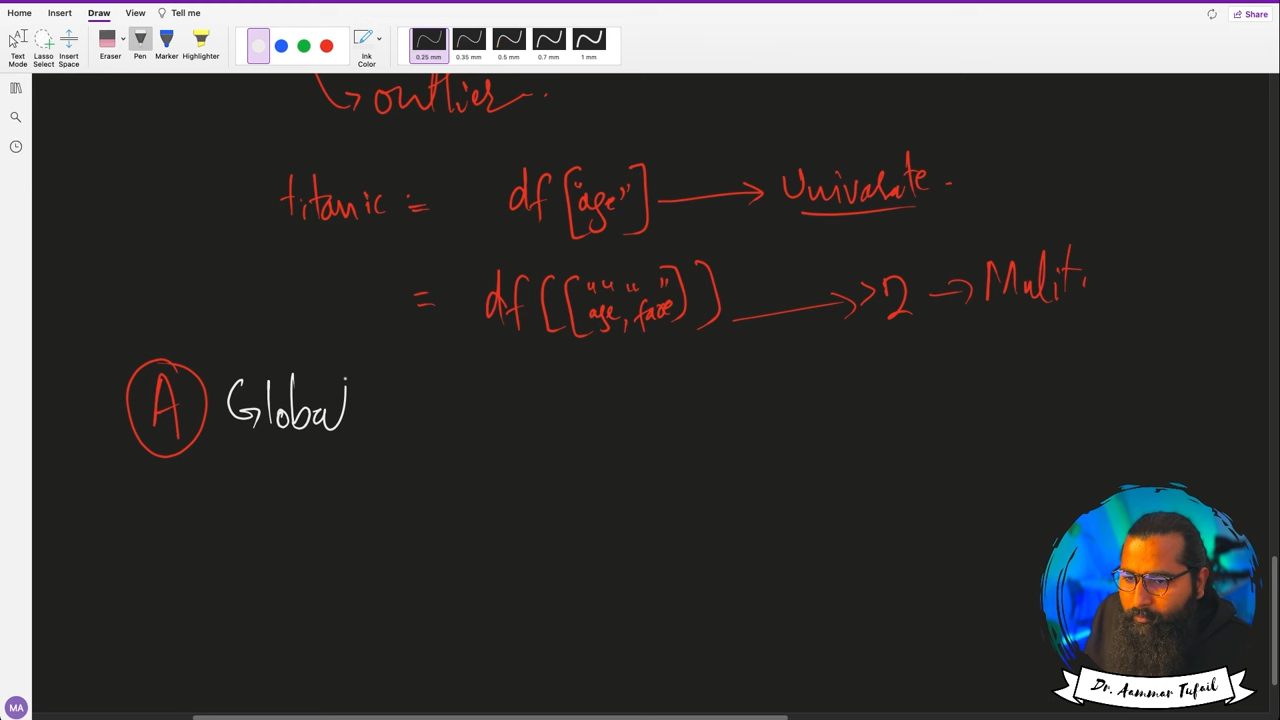 Home Insert Draw View Tell me Share
Text Mode Lasso Select Insert Space Eraser Pen Marker Highlighter Ink Color 0.25 mm 0.35 mm 0.5 mm 0.7 mm 1 mm
outlier.
titanic = df["age"] → Univarate.
= df[["age, fare"]] → >2 → Mulit.
A Global
Dr. Aammar Tufail
MA